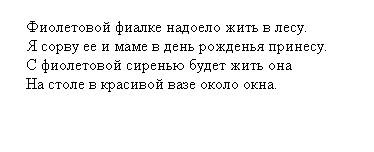 Фиолетовой фиалке надоело жить в лесу.
Я сорву ее и маме в день рожденья принесу.
С фиолетовой сиренью будет жить она
На столе в красивой вазе около окна.